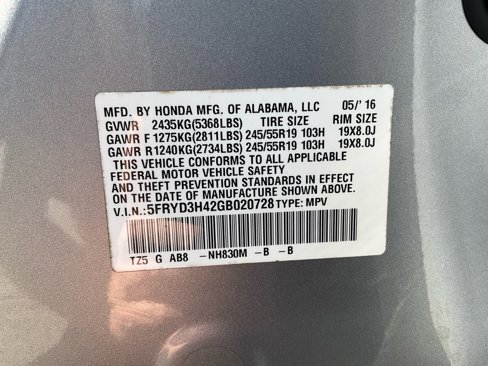 MFD. BY HONDA MFG. OF ALABAMA, LLC 05/'16
GVWR 2435KG(5368LBS) TIRE SIZE RIM SIZE
GAWR F 1275KG(2811LBS) 245/55R19 103H 19X8.0J
GAWR R 1240KG(2734LBS) 245/55R19 103H 19X8.0J
THIS VEHICLE CONFORMS TO ALL APPLICABLE
FEDERAL MOTOR VEHICLE SAFETY
AND THEFT PREVENTION STANDARDS IN EFFECT
ON THE DATE OF MANUFACTURE SHOWN ABOVE.
V.I.N.: 5FRYD3H42GB020728 TYPE: MPV
TZ5 G AB8 -NH830M -B -B